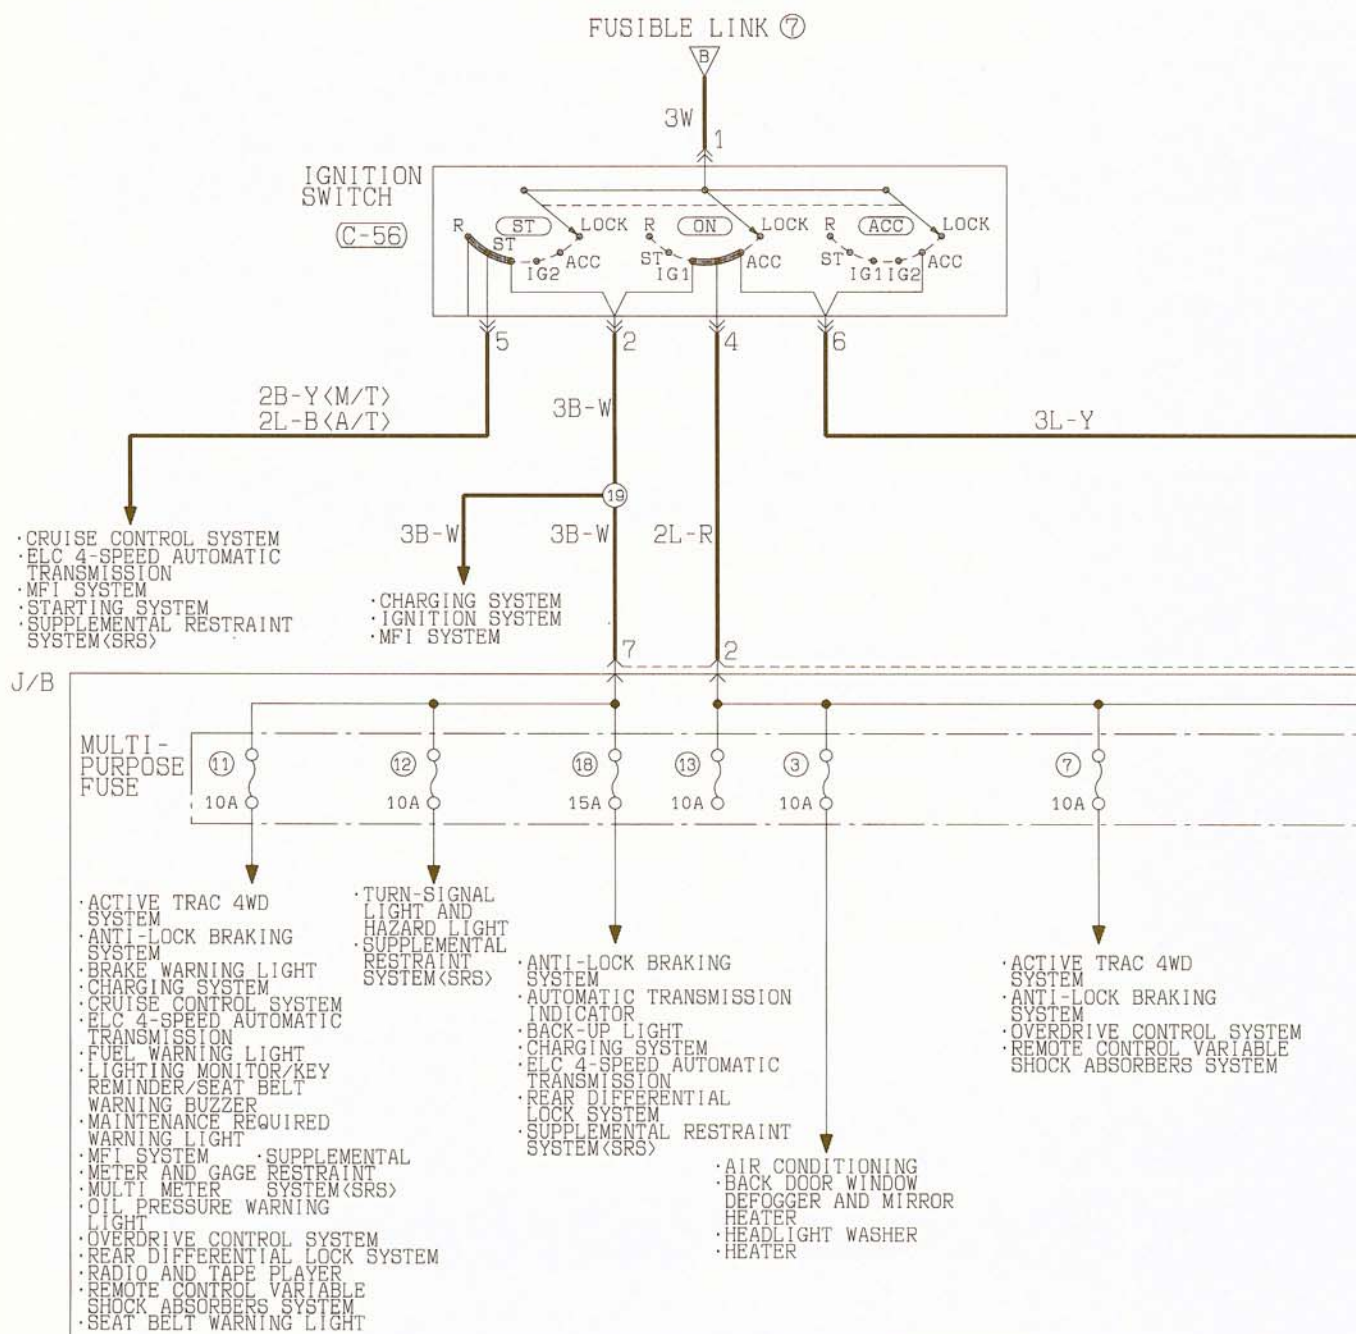 FUSIBLE LINK ⑦
B
3W
1
IGNITION
SWITCH
C-56
R
ST
LOCK
ST
IG2
ACC
R
ON
LOCK
ST
IG1
ACC
R
ACC
LOCK
ST
IG1
IG2
ACC
5
2
4
6
2B-Y<M/T>
2L-B<A/T>
3B-W
3L-Y
19
3B-W
3B-W
2L-R
·CRUISE CONTROL SYSTEM
·ELC 4-SPEED AUTOMATIC
TRANSMISSION
·MFI SYSTEM
·STARTING SYSTEM
·SUPPLEMENTAL RESTRAINT
SYSTEM<SRS>
·CHARGING SYSTEM
·IGNITION SYSTEM
·MFI SYSTEM
7
2
J/B
MULTI-
PURPOSE
FUSE
⑪
10A
⑫
10A
⑱
15A
⑬
10A
③
10A
⑦
10A
·ACTIVE TRAC 4WD
SYSTEM
·ANTI-LOCK BRAKING
SYSTEM
·BRAKE WARNING LIGHT
·CHARGING SYSTEM
·CRUISE CONTROL SYSTEM
·ELC 4-SPEED AUTOMATIC
TRANSMISSION
·FUEL WARNING LIGHT
·LIGHTING MONITOR/KEY
REMINDER/SEAT BELT
WARNING BUZZER
·MAINTENANCE REQUIRED
WARNING LIGHT
·MFI SYSTEM
·METER AND GAGE
·MULTI METER
·SUPPLEMENTAL
RESTRAINT
SYSTEM<SRS>
·OIL PRESSURE WARNING
LIGHT
·OVERDRIVE CONTROL SYSTEM
·REAR DIFFERENTIAL LOCK SYSTEM
·RADIO AND TAPE PLAYER
·REMOTE CONTROL VARIABLE
SHOCK ABSORBERS SYSTEM
·SEAT BELT WARNING LIGHT
·TURN-SIGNAL
LIGHT AND
HAZARD LIGHT
·SUPPLEMENTAL
RESTRAINT
SYSTEM<SRS>
·ANTI-LOCK BRAKING
SYSTEM
·AUTOMATIC TRANSMISSION
INDICATOR
·BACK-UP LIGHT
·CHARGING SYSTEM
·ELC 4-SPEED AUTOMATIC
TRANSMISSION
·REAR DIFFERENTIAL
LOCK SYSTEM
·SUPPLEMENTAL RESTRAINT
SYSTEM<SRS>
·AIR CONDITIONING
·BACK DOOR WINDOW
DEFOGGER AND MIRROR
HEATER
·HEADLIGHT WASHER
·HEATER
·ACTIVE TRAC 4WD
SYSTEM
·ANTI-LOCK BRAKING
SYSTEM
·OVERDRIVE CONTROL SYSTEM
·REMOTE CONTROL VARIABLE
SHOCK ABSORBERS SYSTEM